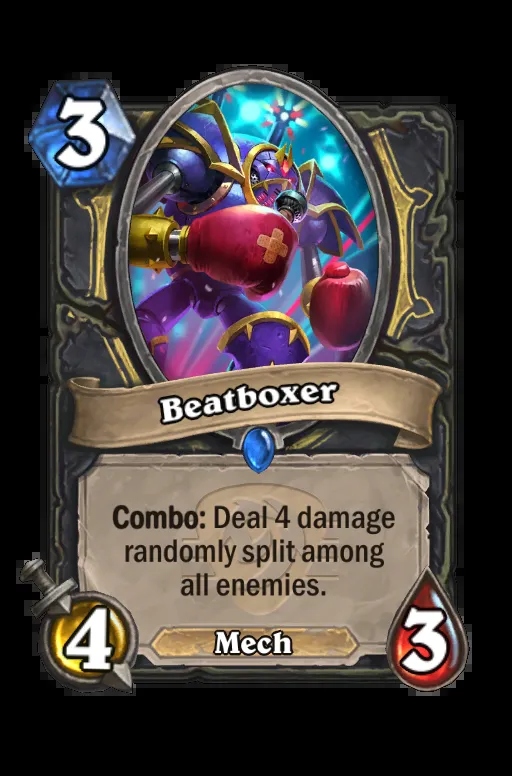 3
Beatboxer
Combo: Deal 4 damage
randomly split among
all enemies.
4
Mech
3